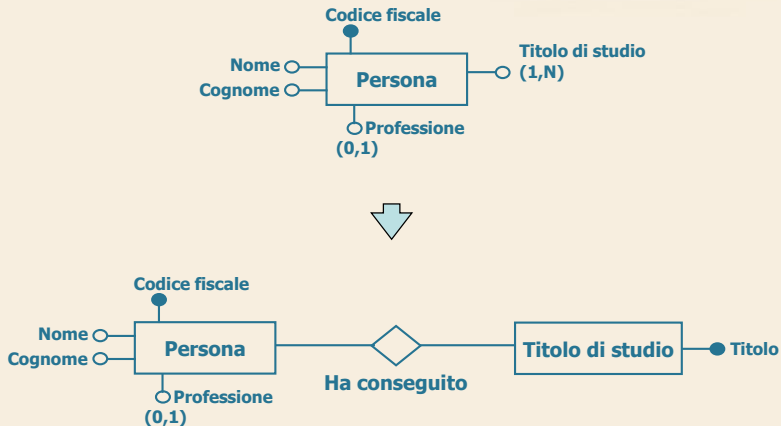 Codice fiscale
Nome
Cognome
Persona
Titolo di studio
(1,N)
Professione
(0,1)
Codice fiscale
Nome
Cognome
Persona
Titolo di studio
Titolo
Ha conseguito
Professione
(0,1)